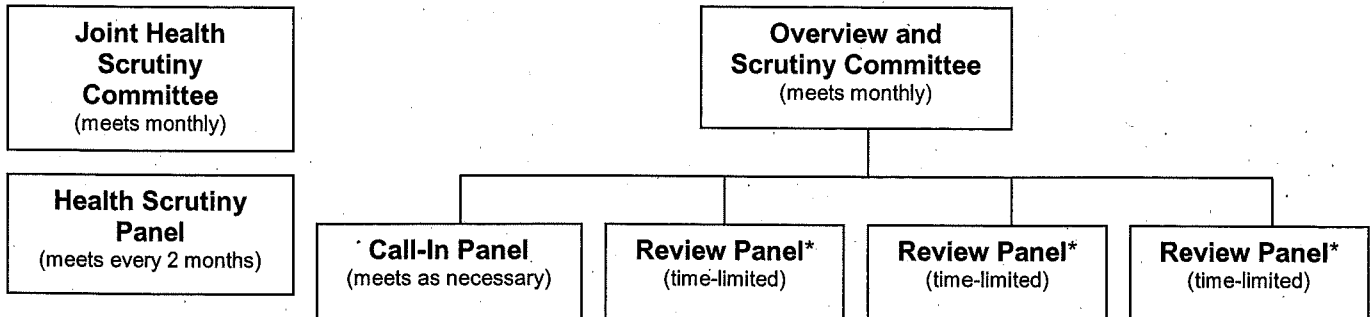 Joint Health
Scrutiny
Committee
(meets monthly)
Overview and
Scrutiny Committee
(meets monthly)
Health Scrutiny
Panel
(meets every 2 months)
Call-In Panel
(meets as necessary)
Review Panel*
(time-limited)
Review Panel*
(time-limited)
Review Panel*
(time-limited)